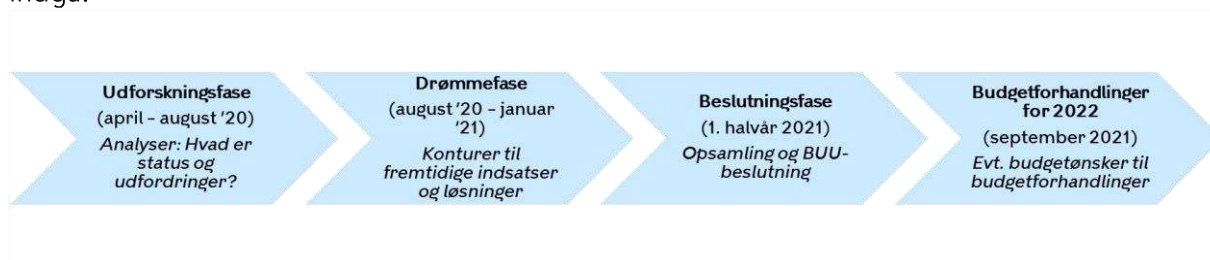 Udforskningsfase
(april – august '20)
Analyser: Hvad er
status og
udfordringer?
Drømmefase
(august '20 – januar
'21)
Konturer til
fremtidige indsatser
og løsninger
Beslutningsfase
(1. halvår 2021)
Opsamling og BUU-
beslutning
Budgetforhandlinger
for 2022
(september 2021)
Evt. budgetønsker til
budgetforhandlinger